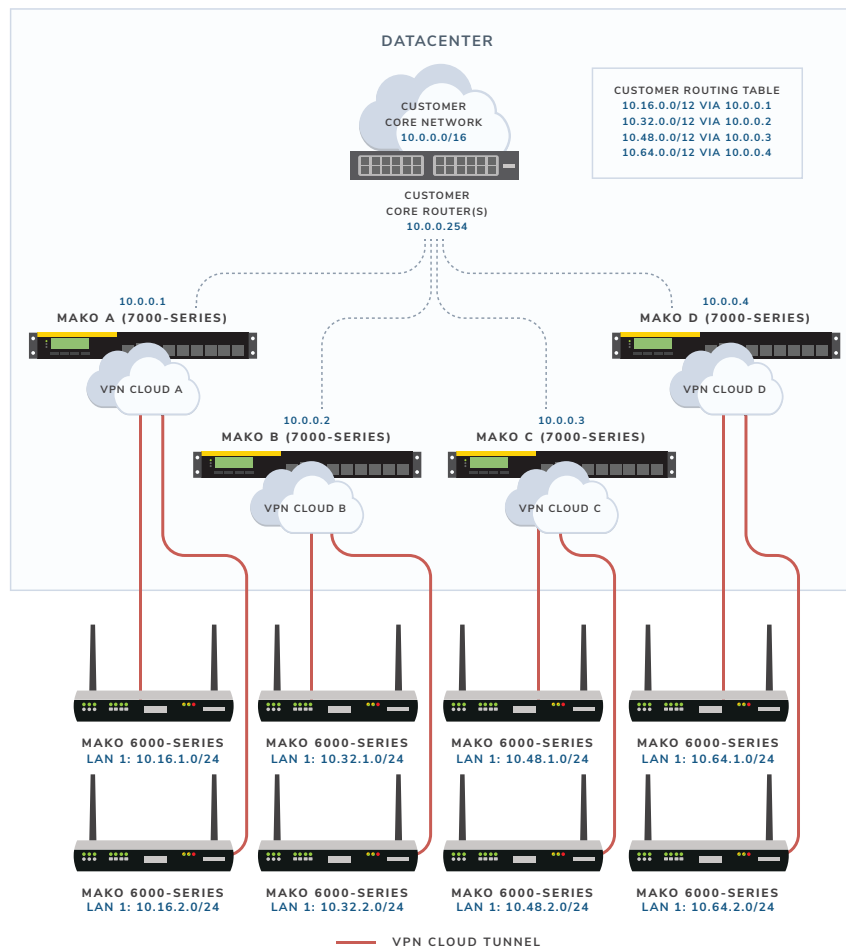 DATACENTER
CUSTOMER
CORE NETWORK
10.0.0.0/16
CUSTOMER ROUTING TABLE
10.16.0.0/12 VIA 10.0.0.1
10.32.0.0/12 VIA 10.0.0.2
10.48.0.0/12 VIA 10.0.0.3
10.64.0.0/12 VIA 10.0.0.4
CUSTOMER
CORE ROUTER(S)
10.0.0.254
10.0.0.1
MAKO A (7000-SERIES)
VPN CLOUD A
10.0.0.4
MAKO D (7000-SERIES)
VPN CLOUD D
10.0.0.2
MAKO B (7000-SERIES)
VPN CLOUD B
10.0.0.3
MAKO C (7000-SERIES)
VPN CLOUD C
MAKO 6000-SERIES
LAN 1: 10.16.1.0/24
MAKO 6000-SERIES
LAN 1: 10.32.1.0/24
MAKO 6000-SERIES
LAN 1: 10.48.1.0/24
MAKO 6000-SERIES
LAN 1: 10.64.1.0/24
MAKO 6000-SERIES
LAN 1: 10.16.2.0/24
MAKO 6000-SERIES
LAN 1: 10.32.2.0/24
MAKO 6000-SERIES
LAN 1: 10.48.2.0/24
MAKO 6000-SERIES
LAN 1: 10.64.2.0/24
VPN CLOUD TUNNEL